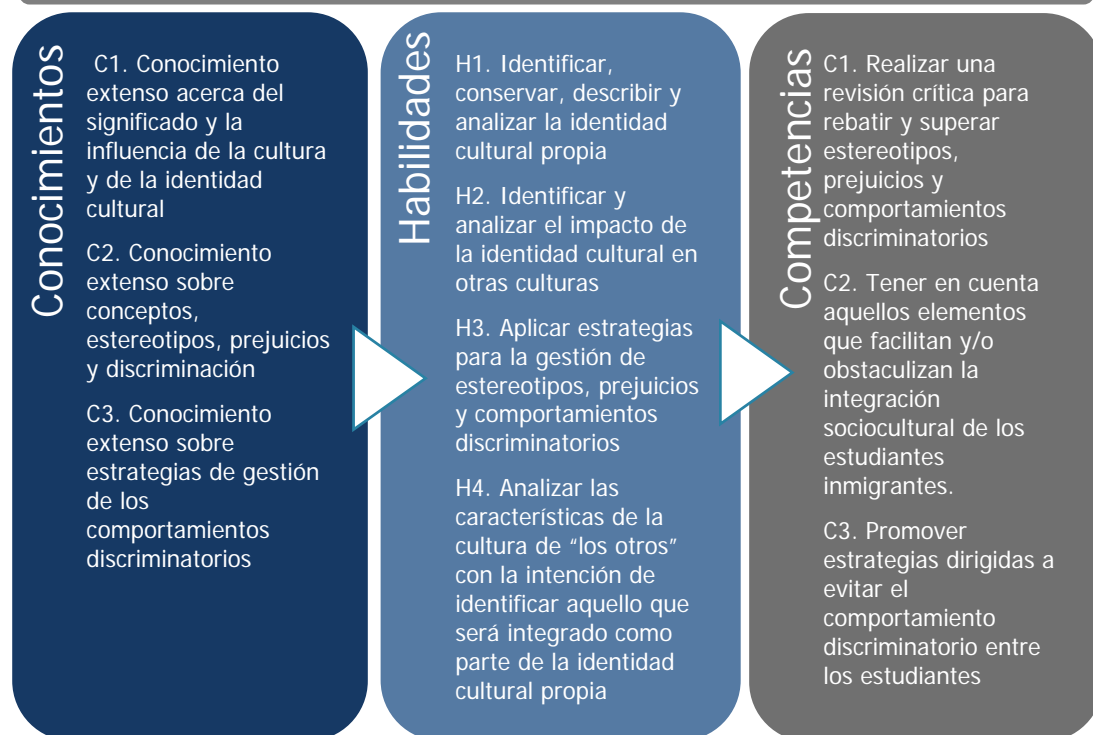 Conocimientos
C1. Conocimiento
extenso acerca del
significado y la
influencia de la cultura
y de la identidad
cultural
C2. Conocimiento
extenso sobre
conceptos,
estereotipos, prejuicios
y discriminación
C3. Conocimiento
extenso sobre
estrategias de gestión
de los
comportamientos
discriminatorios
Habilidades
H1. Identificar,
conservar, describir y
analizar la identidad
cultural propia
H2. Identificar y
analizar el impacto de
la identidad cultural en
otras culturas
H3. Aplicar estrategias
para la gestión de
estereotipos, prejuicios
y comportamientos
discriminatorios
H4. Analizar las
características de la
cultura de “los otros”
con la intención de
identificar aquello que
será integrado como
parte de la identidad
cultural propia
Competencias
C1. Realizar una
revisión crítica para
rebatir y superar
estereotipos,
prejuicios y
comportamientos
discriminatorios
C2. Tener en cuenta
aquellos elementos
que facilitan y/o
obstaculizan la
integración
sociocultural de los
estudiantes
inmigrantes.
C3. Promover
estrategias dirigidas a
evitar el
comportamiento
discriminatorio entre
los estudiantes